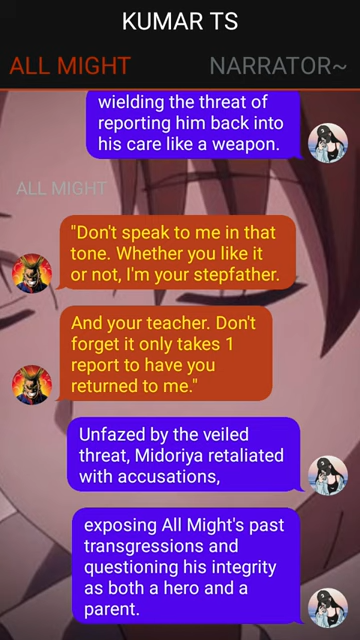 KUMAR TS
ALL MIGHT
NARRATOR~
wielding the threat of
reporting him back into
his care like a weapon.
ALL MIGHT
"Don't speak to me in that
tone. Whether you like it
or not, I'm your stepfather.
And your teacher. Don't
forget it only takes 1
report to have you
returned to me."
Unfazed by the veiled
threat, Midoriya retaliated
with accusations,
exposing All Might's past
transgressions and
questioning his integrity
as both a hero and a
parent.